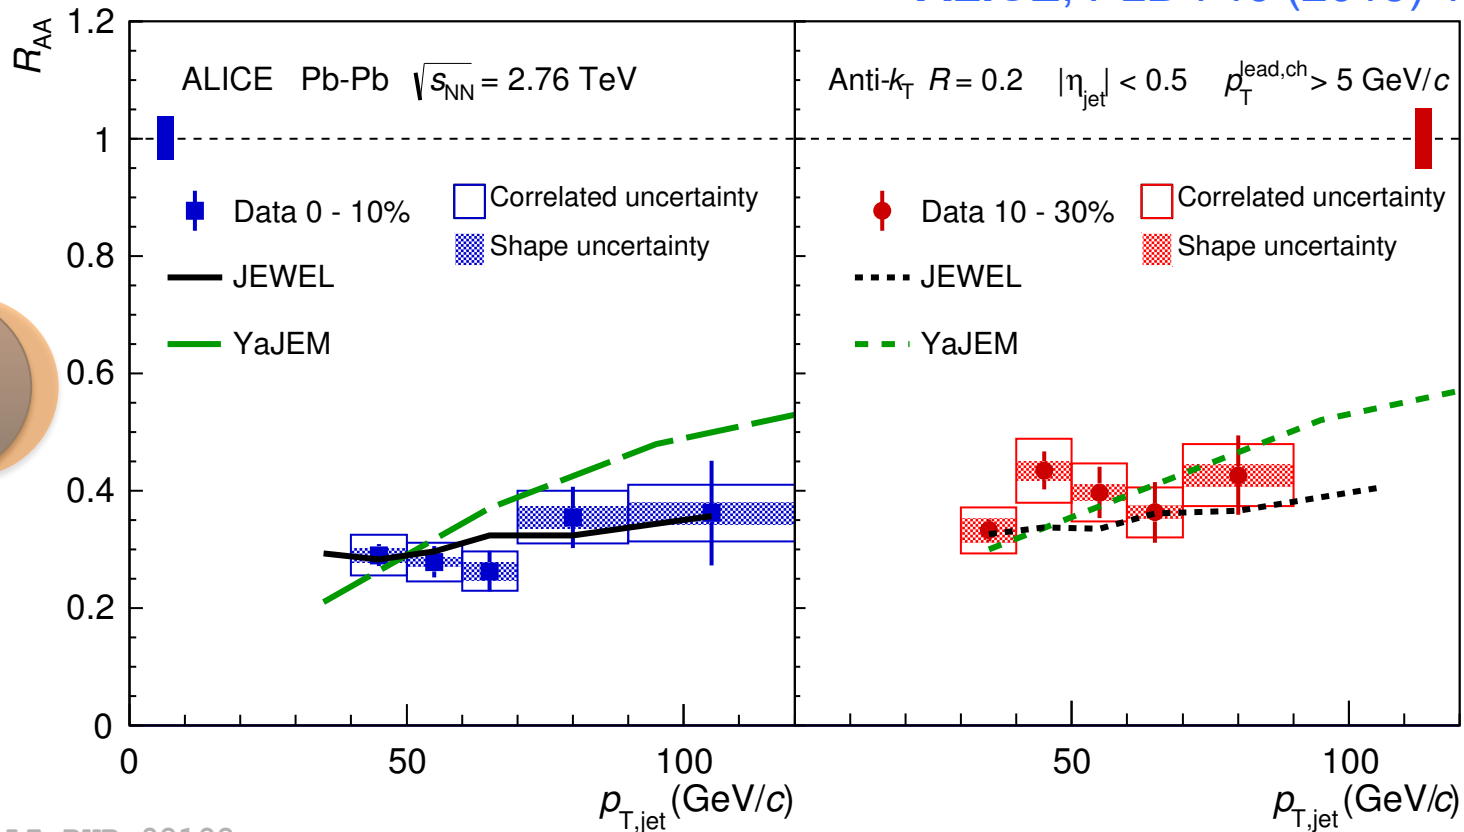 1.2
R_AA
ALICE Pb-Pb √s_NN = 2.76 TeV
Anti-k_T R = 0.2 |η_jet| < 0.5 p_T^lead,ch > 5 GeV/c
1
Data 0 - 10%
Correlated uncertainty
Shape uncertainty
JEWEL
YaJEM
Data 10 - 30%
Correlated uncertainty
Shape uncertainty
JEWEL
YaJEM
0.8
0.6
0.4
0.2
0
0 50 100
50 100
p_T,jet (GeV/c)
p_T,jet (GeV/c)